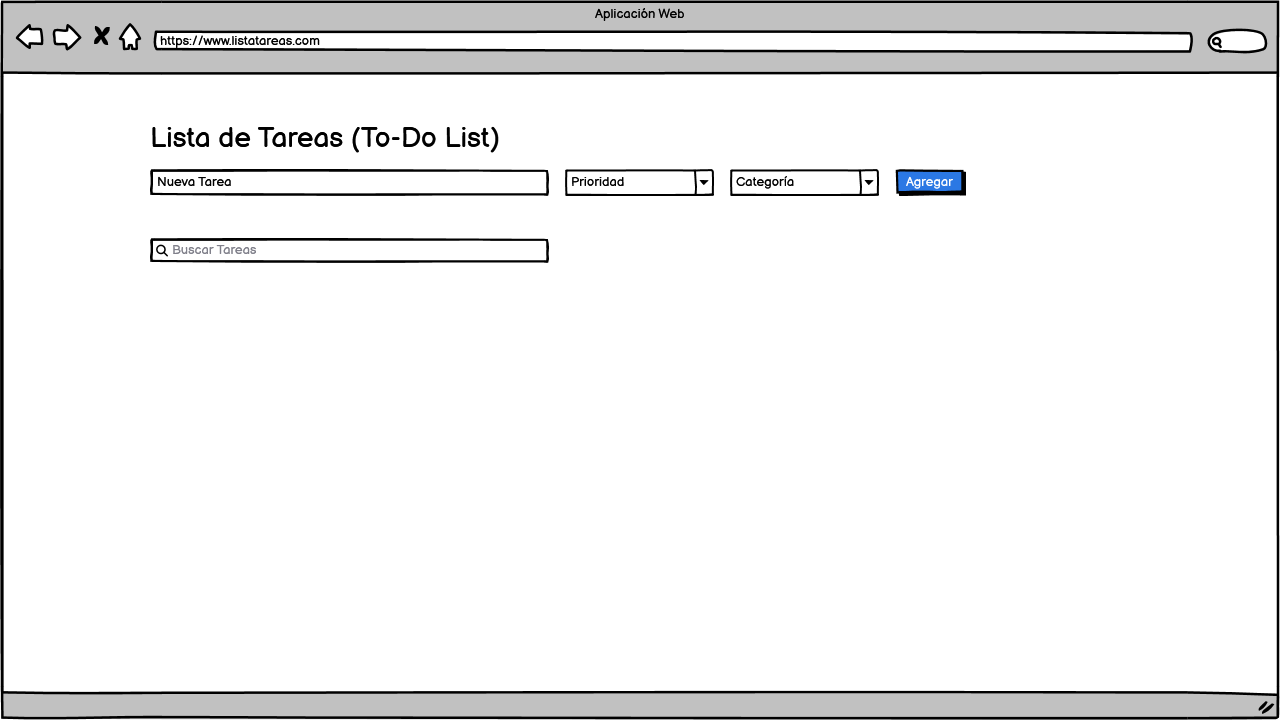 Aplicación Web
https://www.listatareas.com
Lista de Tareas (To-Do List)
Nueva Tarea
Prioridad
Categoría
Agregar
Buscar Tareas